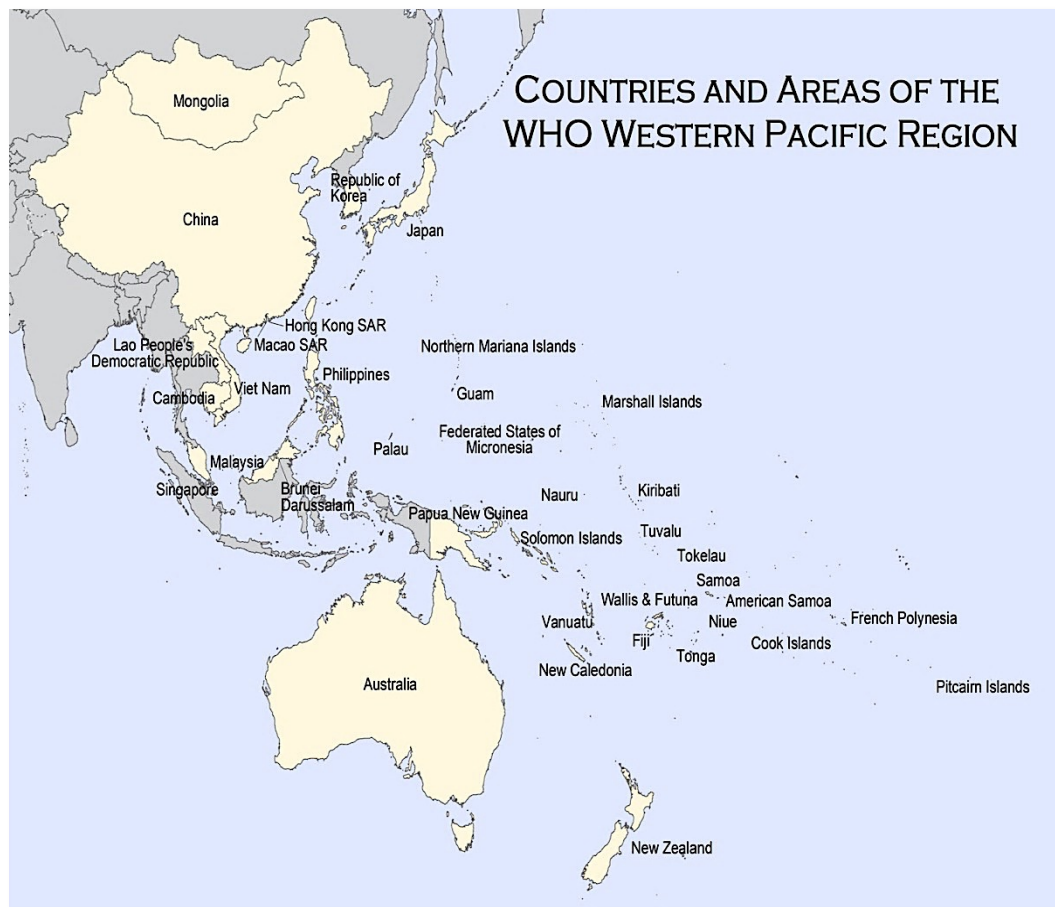 COUNTRIES AND AREAS OF THE
WHO WESTERN PACIFIC REGION
Mongolia
Republic of
Korea
China
Japan
Hong Kong SAR
Macao SAR
Lao People's
Democratic Republic
Northern Mariana Islands
Philippines
Viet Nam
Cambodia
Guam
Marshall Islands
Federated States of
Micronesia
Palau
Malaysia
Singapore
Brunei
Darussalam
Nauru
Kiribati
Papua New Guinea
Solomon Islands
Tuvalu
Tokelau
Samoa
Wallis & Futuna
American Samoa
Vanuatu
Fiji
Niue
French Polynesia
Cook Islands
Tonga
New Caledonia
Australia
Pitcairn Islands
New Zealand